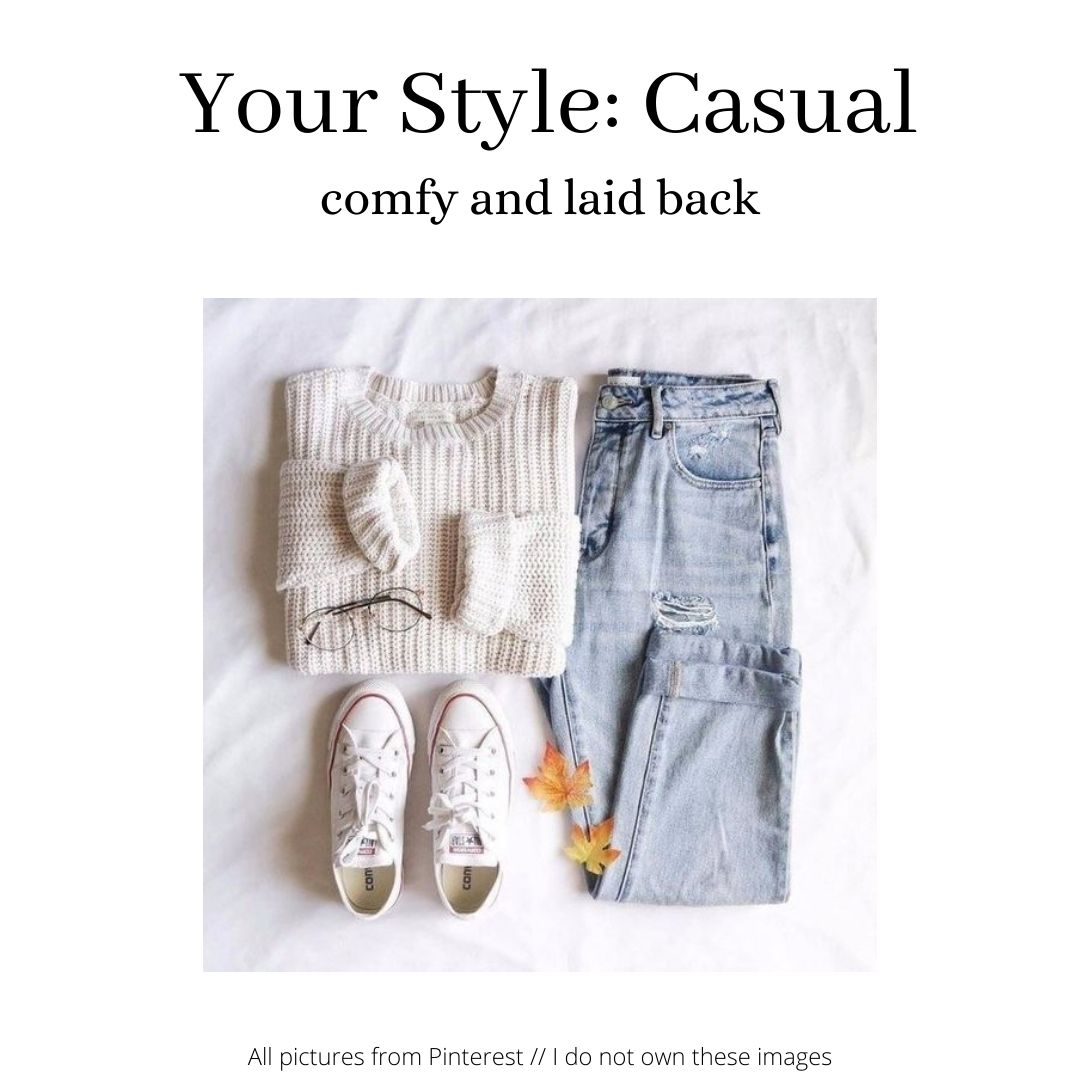 Your Style: Casual
comfy and laid back
All pictures from Pinterest // I do not own these images